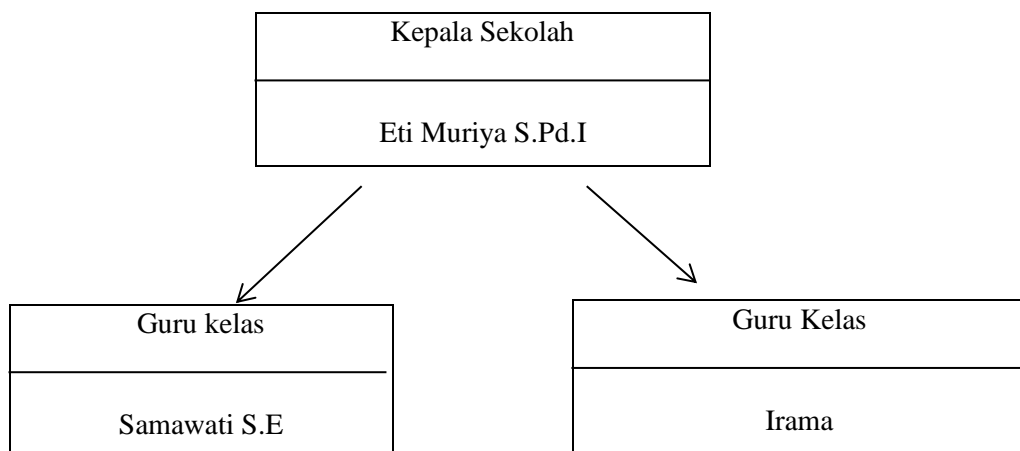 Kepala Sekolah
Eti Muriya S.Pd.I
Guru kelas
Samawati S.E
Guru Kelas
Irama